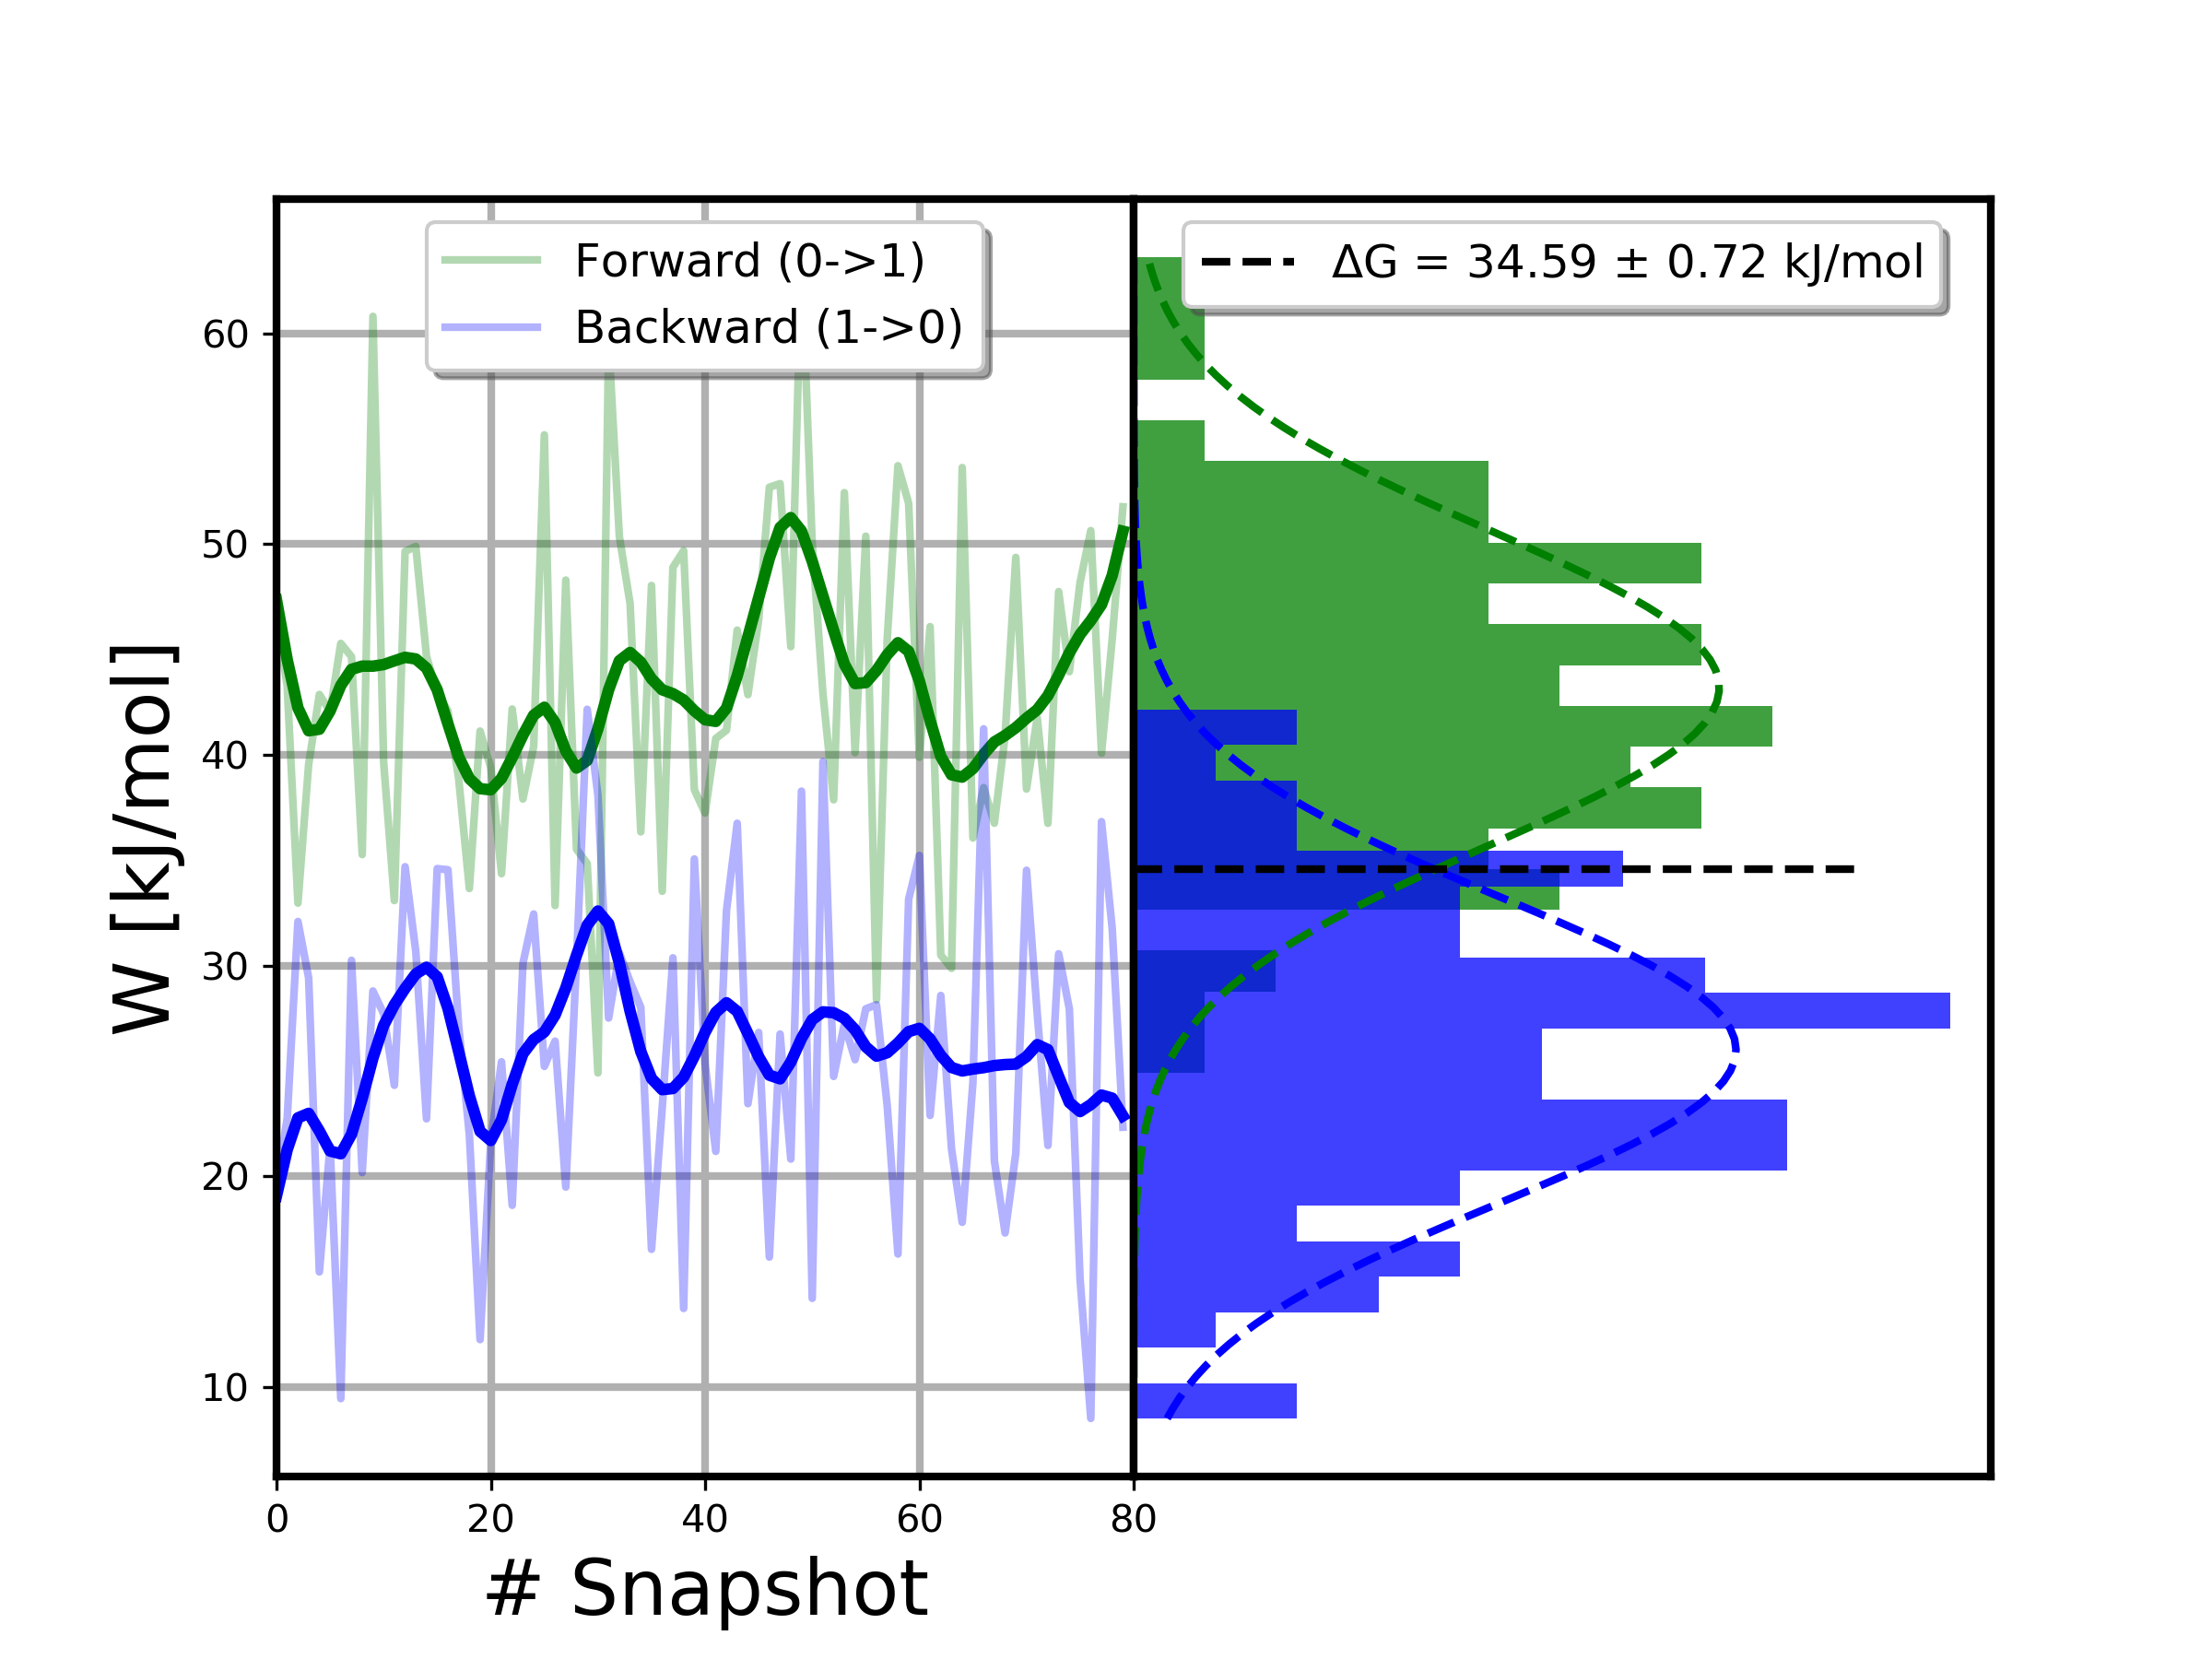 Forward (0->1)
Backward (1->0)
ΔG = 34.59 ± 0.72 kJ/mol
W [kJ/mol]
60
50
40
30
20
10
0 20 40 60 80
# Snapshot